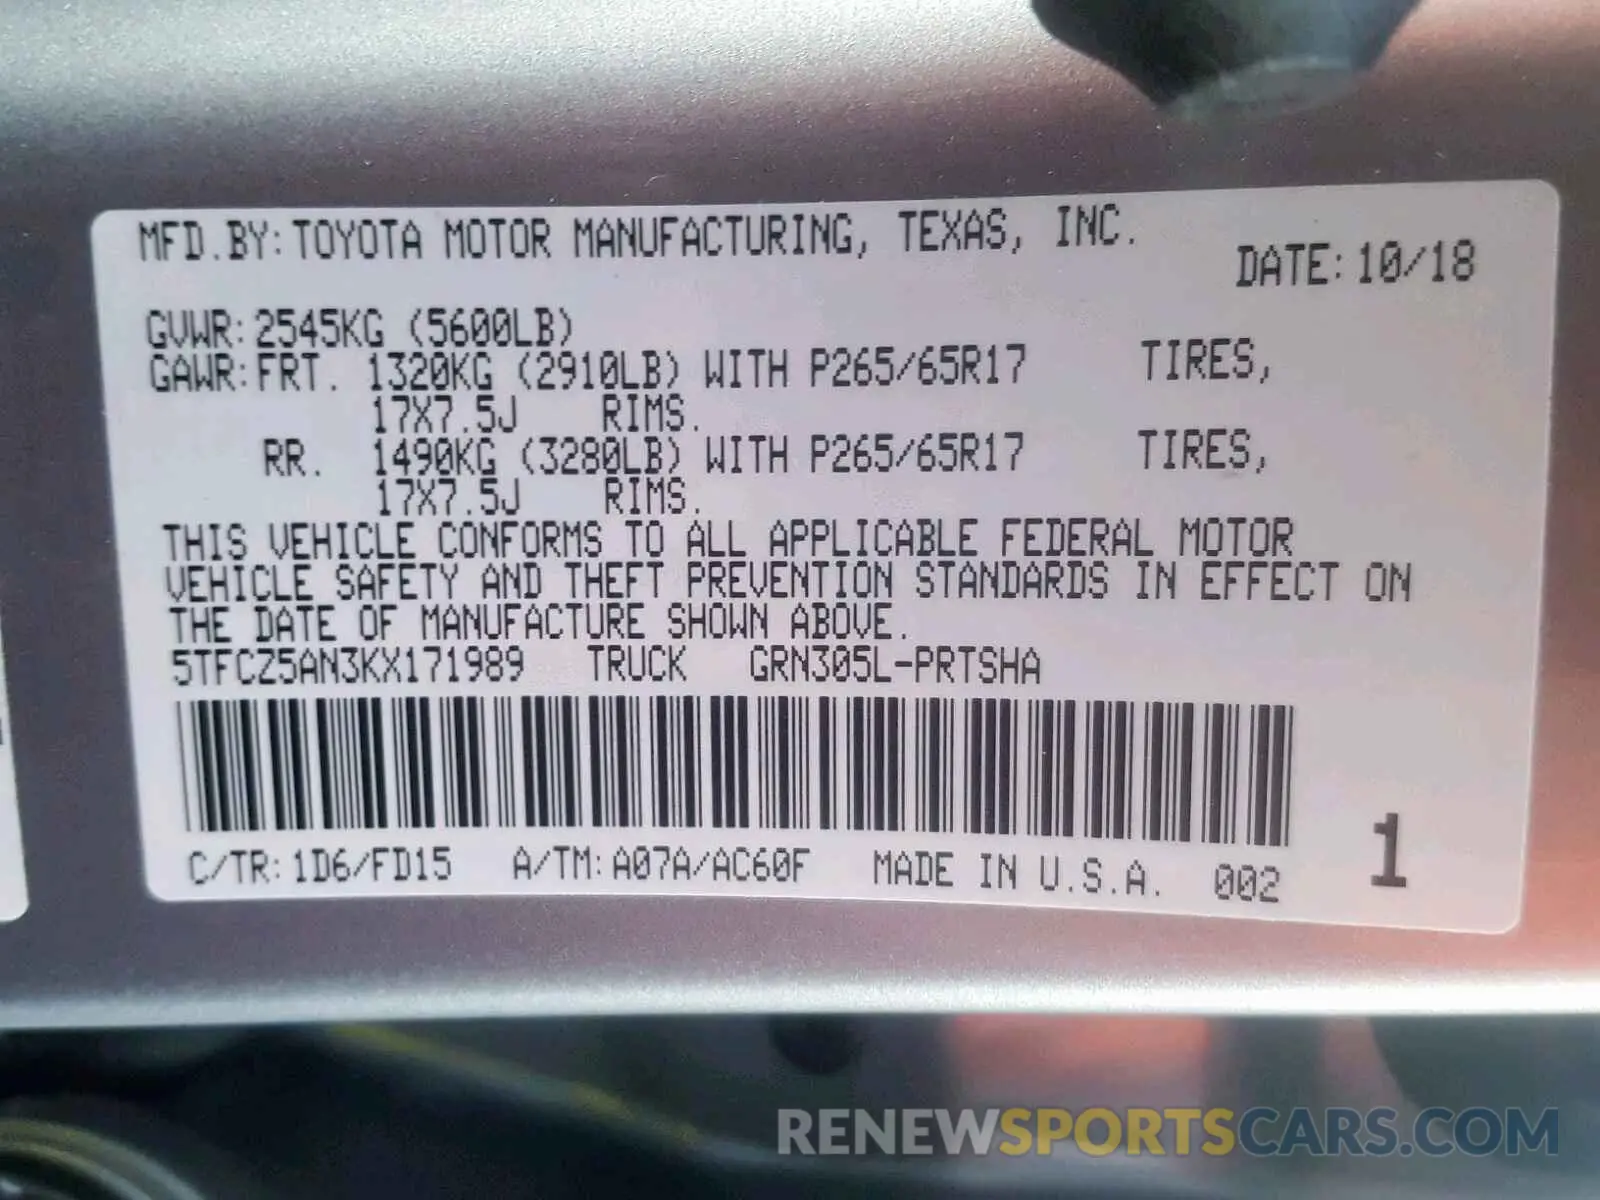 MFD.BY:TOYOTA MOTOR MANUFACTURING, TEXAS, INC.
DATE:10/18
GVWR:2545KG (5600LB)
GAWR:FRT. 1320KG (2910LB) WITH P265/65R17 TIRES,
17X7.5J RIMS.
RR. 1490KG (3280LB) WITH P265/65R17 TIRES,
17X7.5J RIMS.
THIS VEHICLE CONFORMS TO ALL APPLICABLE FEDERAL MOTOR
VEHICLE SAFETY AND THEFT PREVENTION STANDARDS IN EFFECT ON
THE DATE OF MANUFACTURE SHOWN ABOVE.
5TFCZ5AN3KX171989 TRUCK GRN305L-PRTSHA
C/TR:1D6/FD15 A/TM:A07A/AC60F MADE IN U.S.A. 002
1
RENEWSPORTSCARS.COM